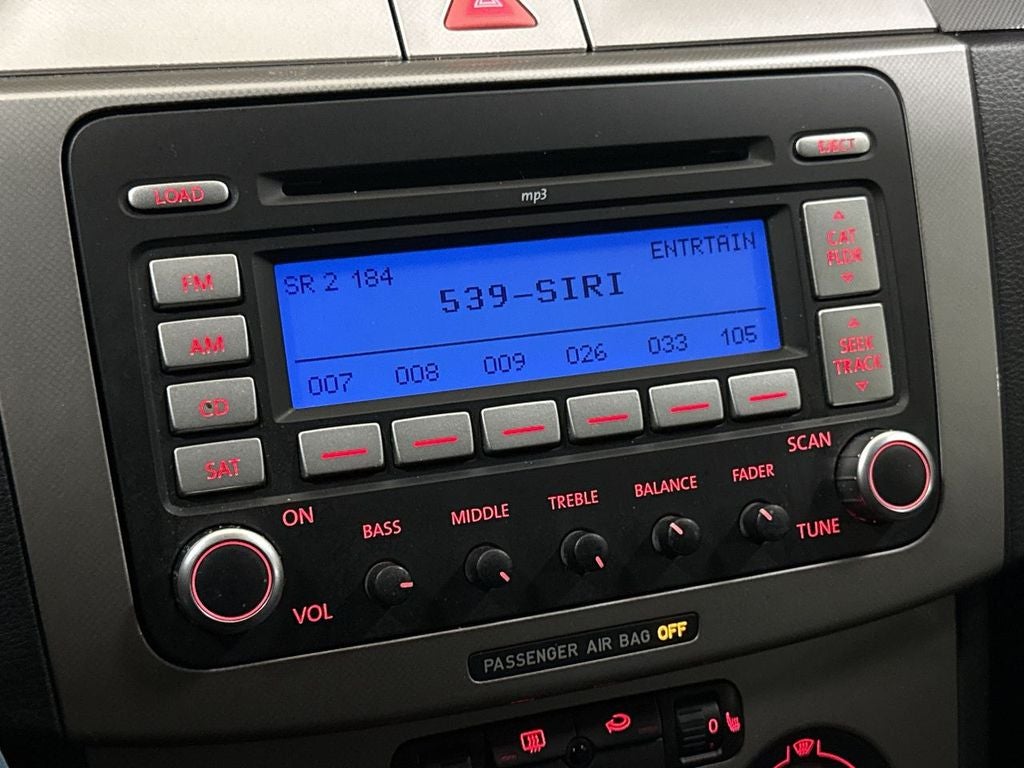 LOAD
EJECT
mp3
FM
AM
CD
SAT
SR 2 184
ENTRTAIN
539-SIRI
007 008 009 026 033 105
CAT
FLDR
SEEK
TRACK
SCAN
TUNE
ON
VOL
BASS
MIDDLE
TREBLE
BALANCE
FADER
PASSENGER AIR BAG OFF
0